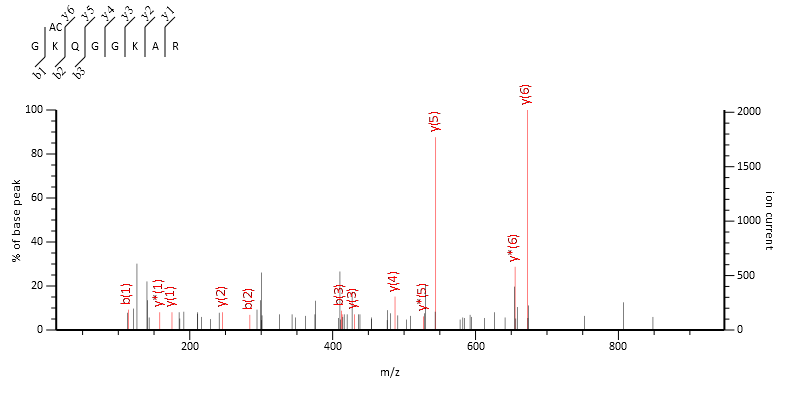 y6 y5 y4 y3 y2 y1
AC
G K Q G G K A R
b1 b2 b3
y(6)
y(5)
y*(6)
b(1)
y*(1)
y(1)
y(2)
b(2)
b(3)
y(3)
y(4)
y*(5)
100
80
60
40
20
0
% of base peak
2000
1500
1000
500
0
ion current
200 400 600 800
m/z